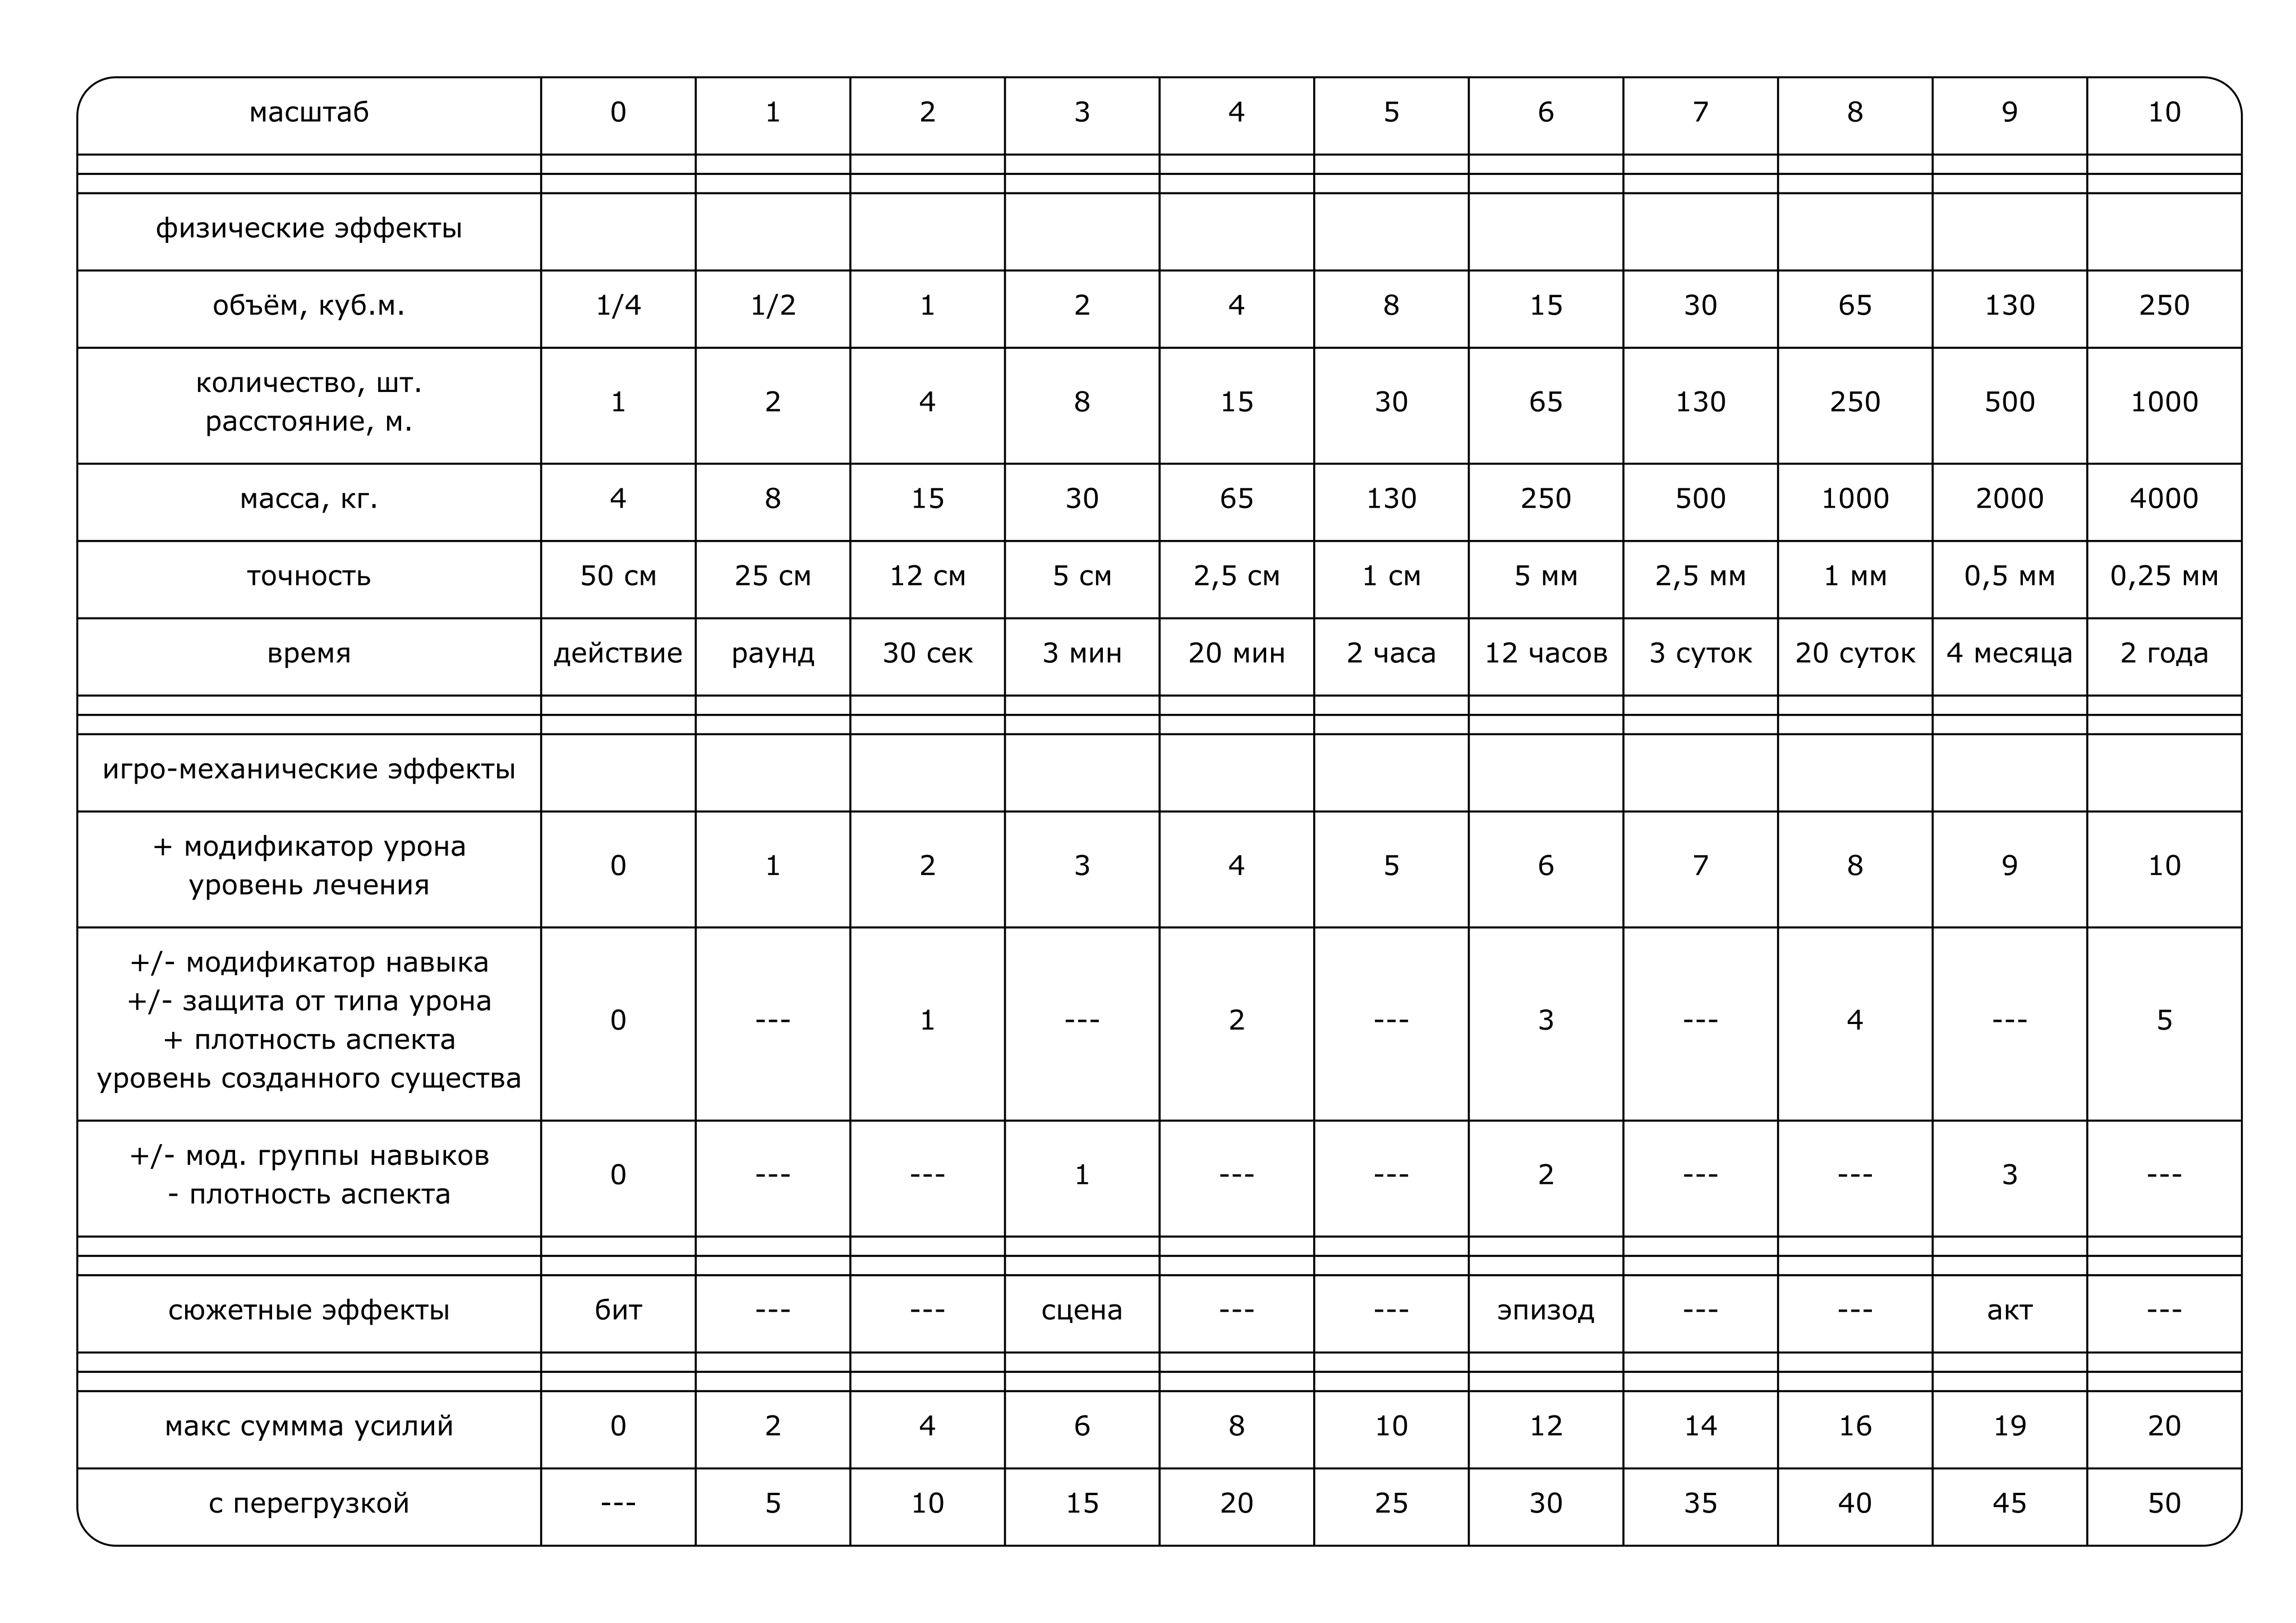 масштаб 0 1 2 3 4 5 6 7 8 9 10
физические эффекты
объём, куб.м. 1/4 1/2 1 2 4 8 15 30 65 130 250
количество, шт.
расстояние, м. 1 2 4 8 15 30 65 130 250 500 1000
масса, кг. 4 8 15 30 65 130 250 500 1000 2000 4000
точность 50 см 25 см 12 см 5 см 2,5 см 1 см 5 мм 2,5 мм 1 мм 0,5 мм 0,25 мм
время действие раунд 30 сек 3 мин 20 мин 2 часа 12 часов 3 суток 20 суток 4 месяца 2 года
игро-механические эффекты
+ модификатор урона
уровень лечения 0 1 2 3 4 5 6 7 8 9 10
+/- модификатор навыка
+/- защита от типа урона
+ плотность аспекта
уровень созданного существа 0 --- 1 --- 2 --- 3 --- 4 --- 5
+/- мод. группы навыков
- плотность аспекта 0 --- --- 1 --- --- 2 --- --- 3 ---
сюжетные эффекты бит --- --- сцена --- --- эпизод --- --- акт ---
макс суммма усилий 0 2 4 6 8 10 12 14 16 19 20
с перегрузкой --- 5 10 15 20 25 30 35 40 45 50